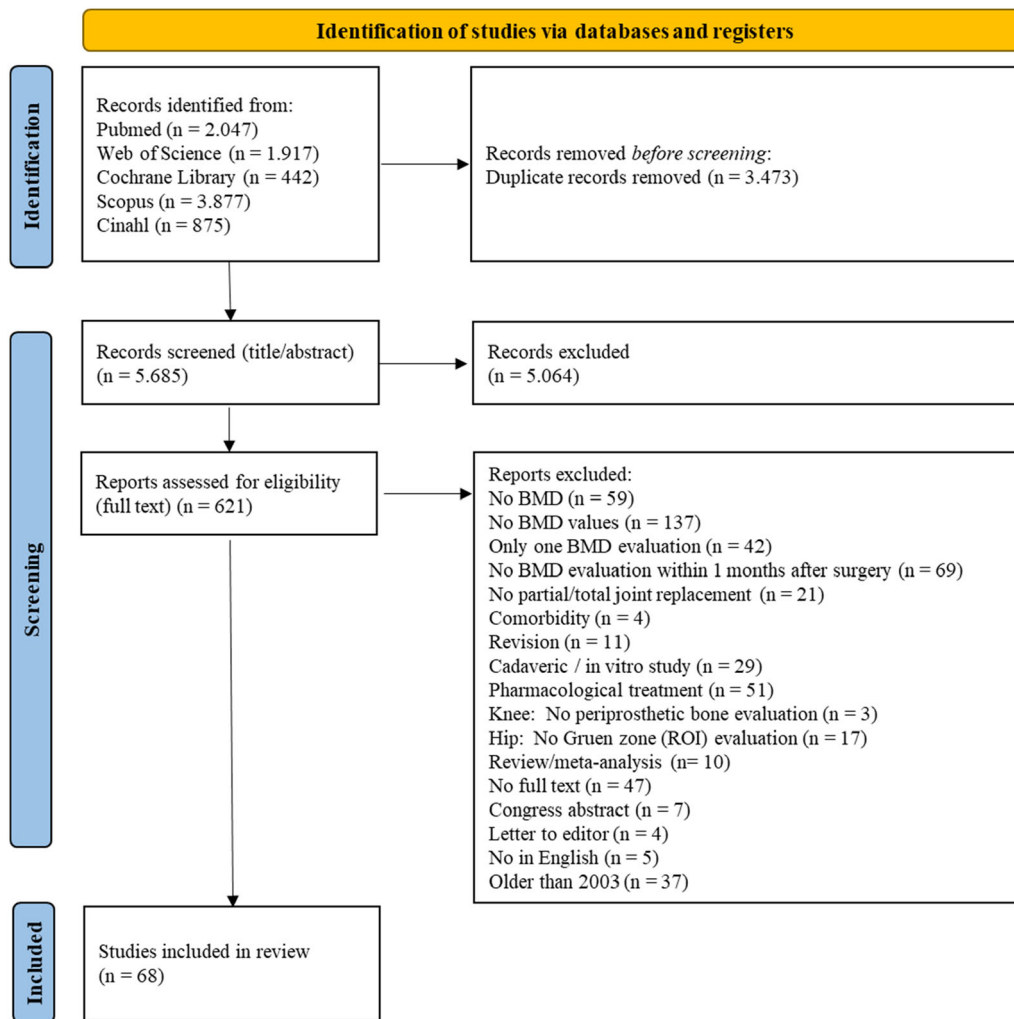 Identification of studies via databases and registers
Identification
Records identified from:
Pubmed (n = 2.047)
Web of Science (n = 1.917)
Cochrane Library (n = 442)
Scopus (n = 3.877)
Cinahl (n = 875)
Records removed before screening:
Duplicate records removed (n = 3.473)
Screening
Records screened (title/abstract)
(n = 5.685)
Records excluded
(n = 5.064)
Reports assessed for eligibility
(full text) (n = 621)
Reports excluded:
No BMD (n = 59)
No BMD values (n = 137)
Only one BMD evaluation (n = 42)
No BMD evaluation within 1 months after surgery (n = 69)
No partial/total joint replacement (n = 21)
Comorbidity (n = 4)
Revision (n = 11)
Cadaveric / in vitro study (n = 29)
Pharmacological treatment (n = 51)
Knee: No periprosthetic bone evaluation (n = 3)
Hip: No Gruen zone (ROI) evaluation (n = 17)
Review/meta-analysis (n= 10)
No full text (n = 47)
Congress abstract (n = 7)
Letter to editor (n = 4)
No in English (n = 5)
Older than 2003 (n = 37)
Included
Studies included in review
(n = 68)